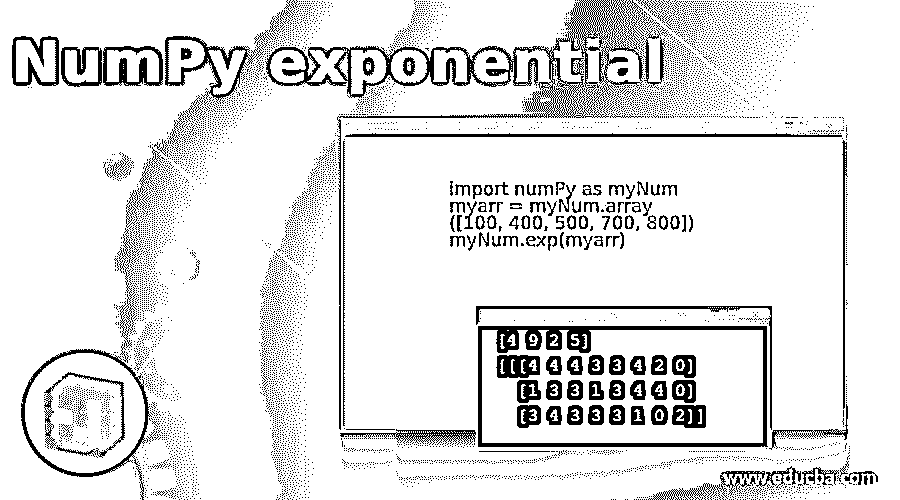 NumPy exponential
import numPy as myNum
myarr = myNum.array
([100, 400, 500, 700, 800])
myNum.exp(myarr)
[4 9 2 5]
[[[4 4 4 3 3 4 2 0]
[1 3 3 1 3 4 4 0]
[3 4 3 3 3 1 0 2]]
www.educba.com